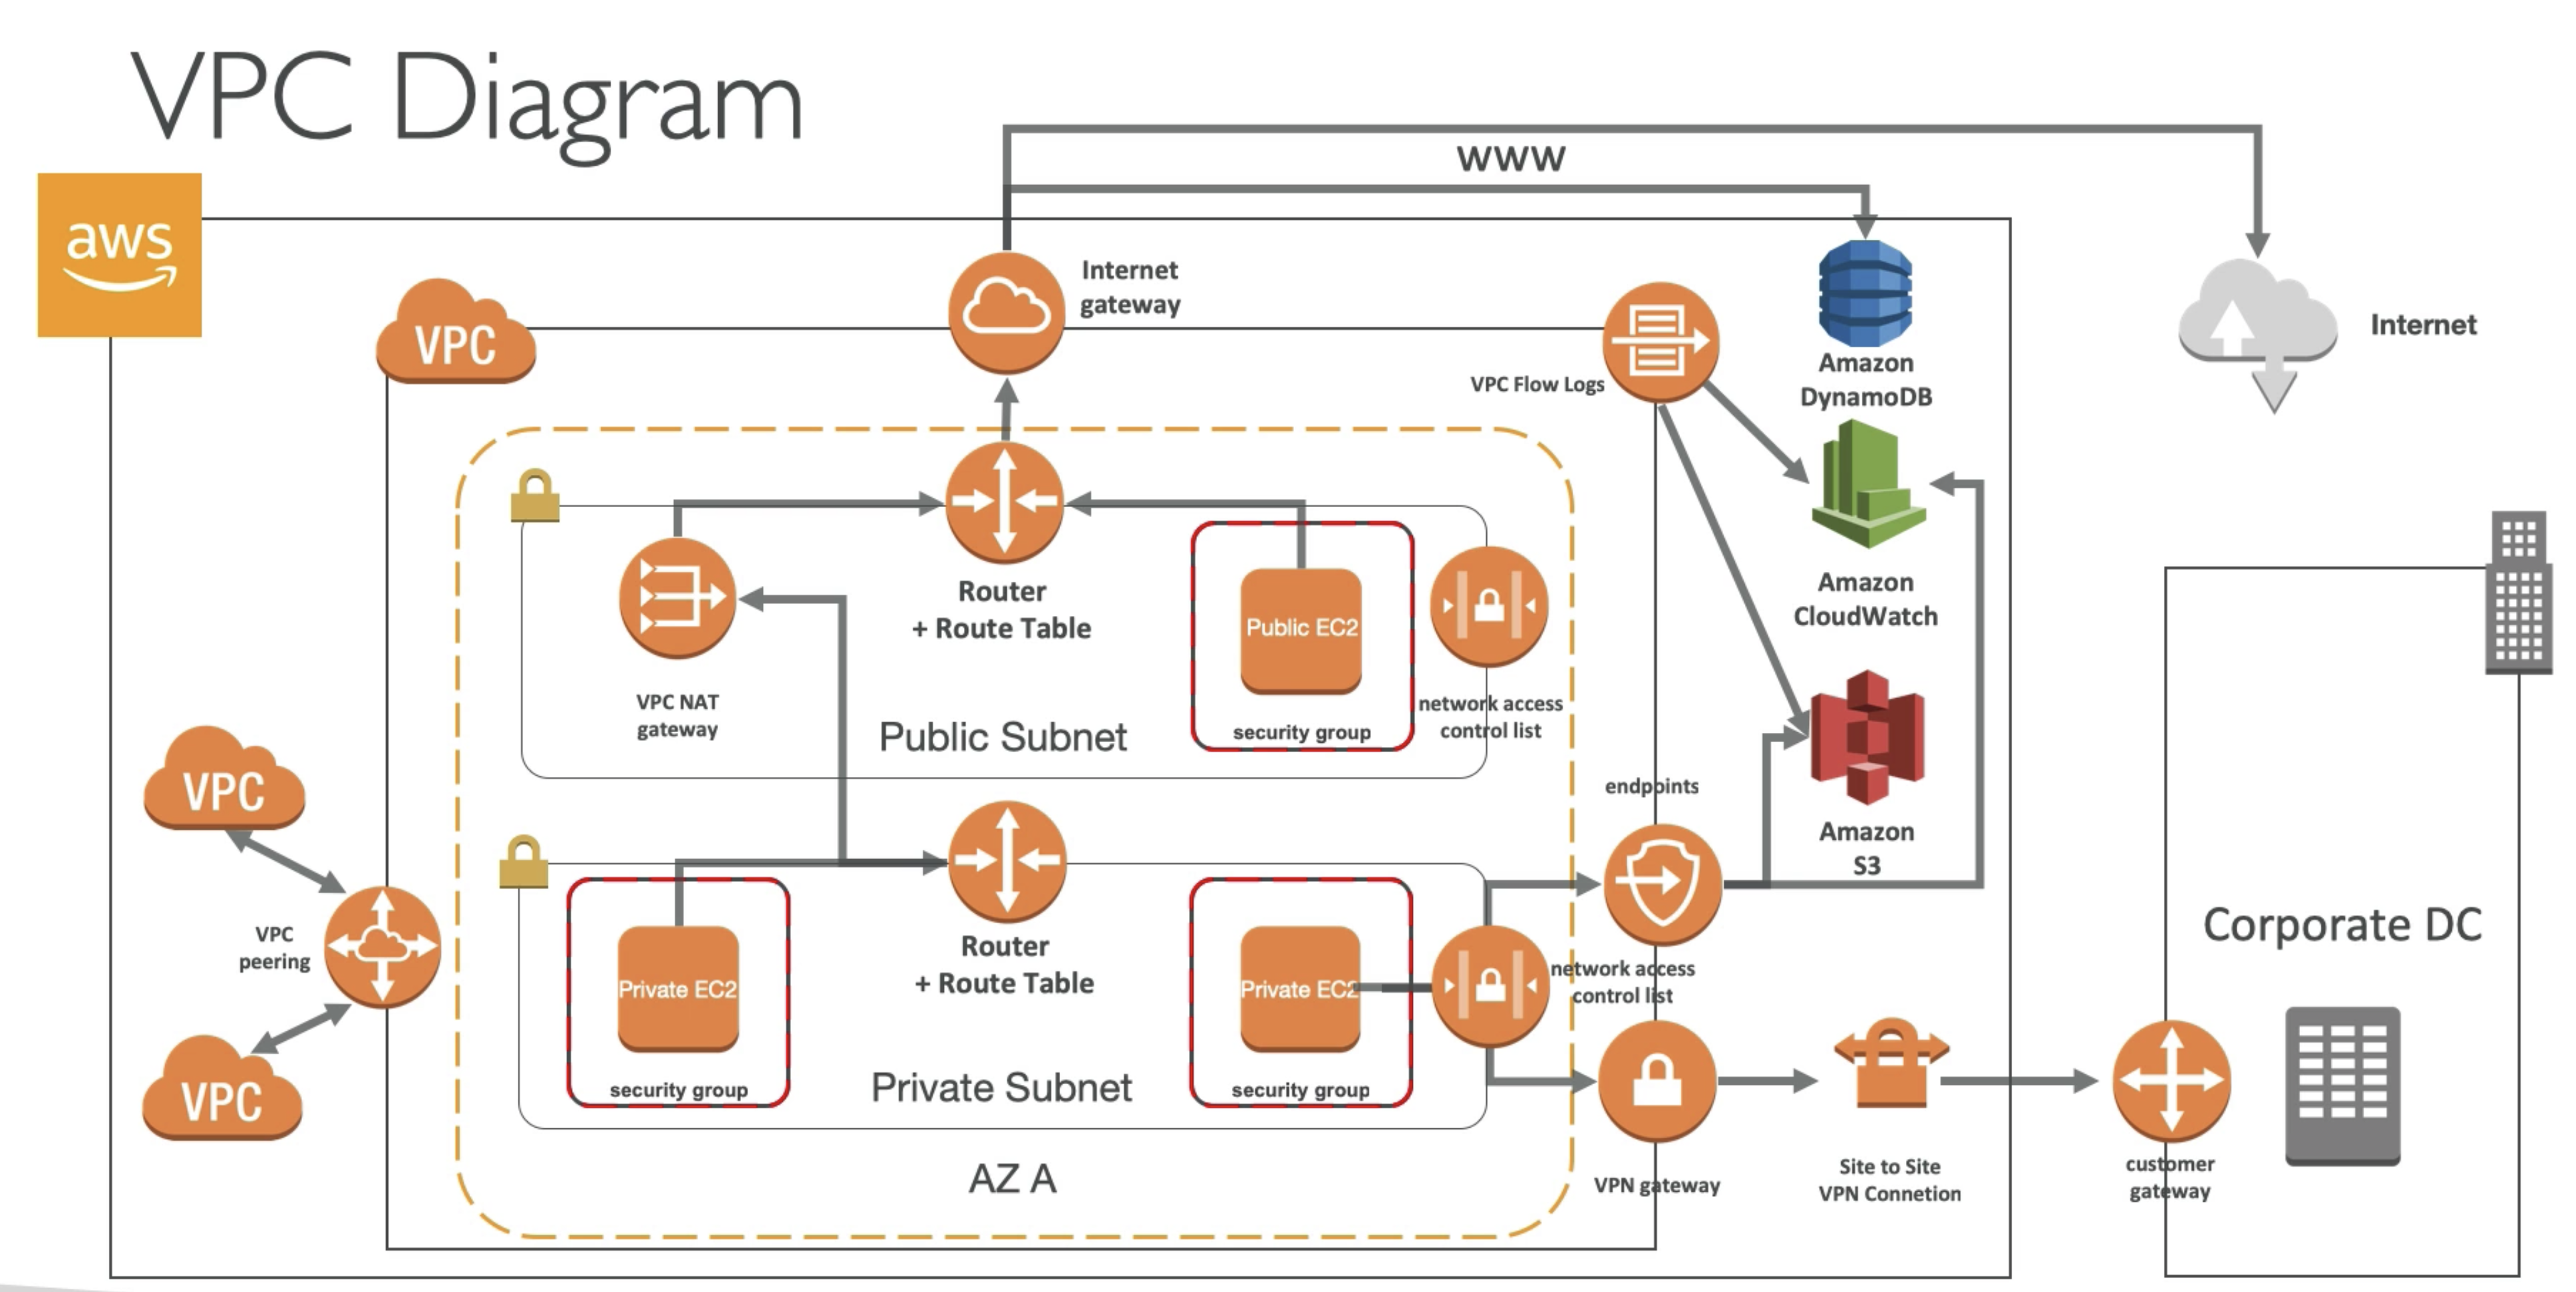 VPC Diagram
www
aws
Internet
gateway
VPC
VPC Flow Logs
Amazon
DynamoDB
Internet
Amazon
CloudWatch
Router
+ Route Table
Public EC2
VPC NAT
gateway
Public Subnet
security group
network access
control list
VPC
endpoints
Amazon
S3
VPC
peering
Router
+ Route Table
Private EC2
Private EC2
network access
control list
Corporate DC
VPC
security group
Private Subnet
security group
AZ A
VPN gateway
Site to Site
VPN Connetion
customer
gateway